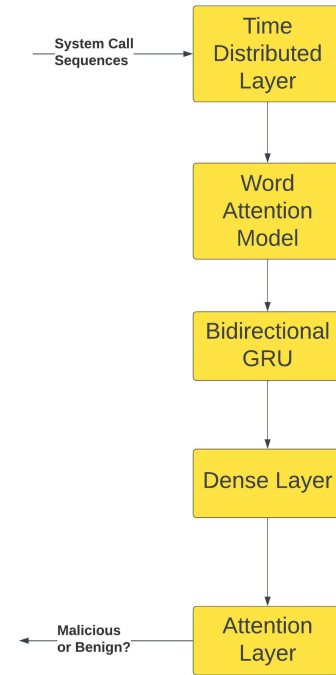 System Call
Sequences
Time
Distributed
Layer
Word
Attention
Model
Bidirectional
GRU
Dense Layer
Attention
Layer
Malicious
or Benign?